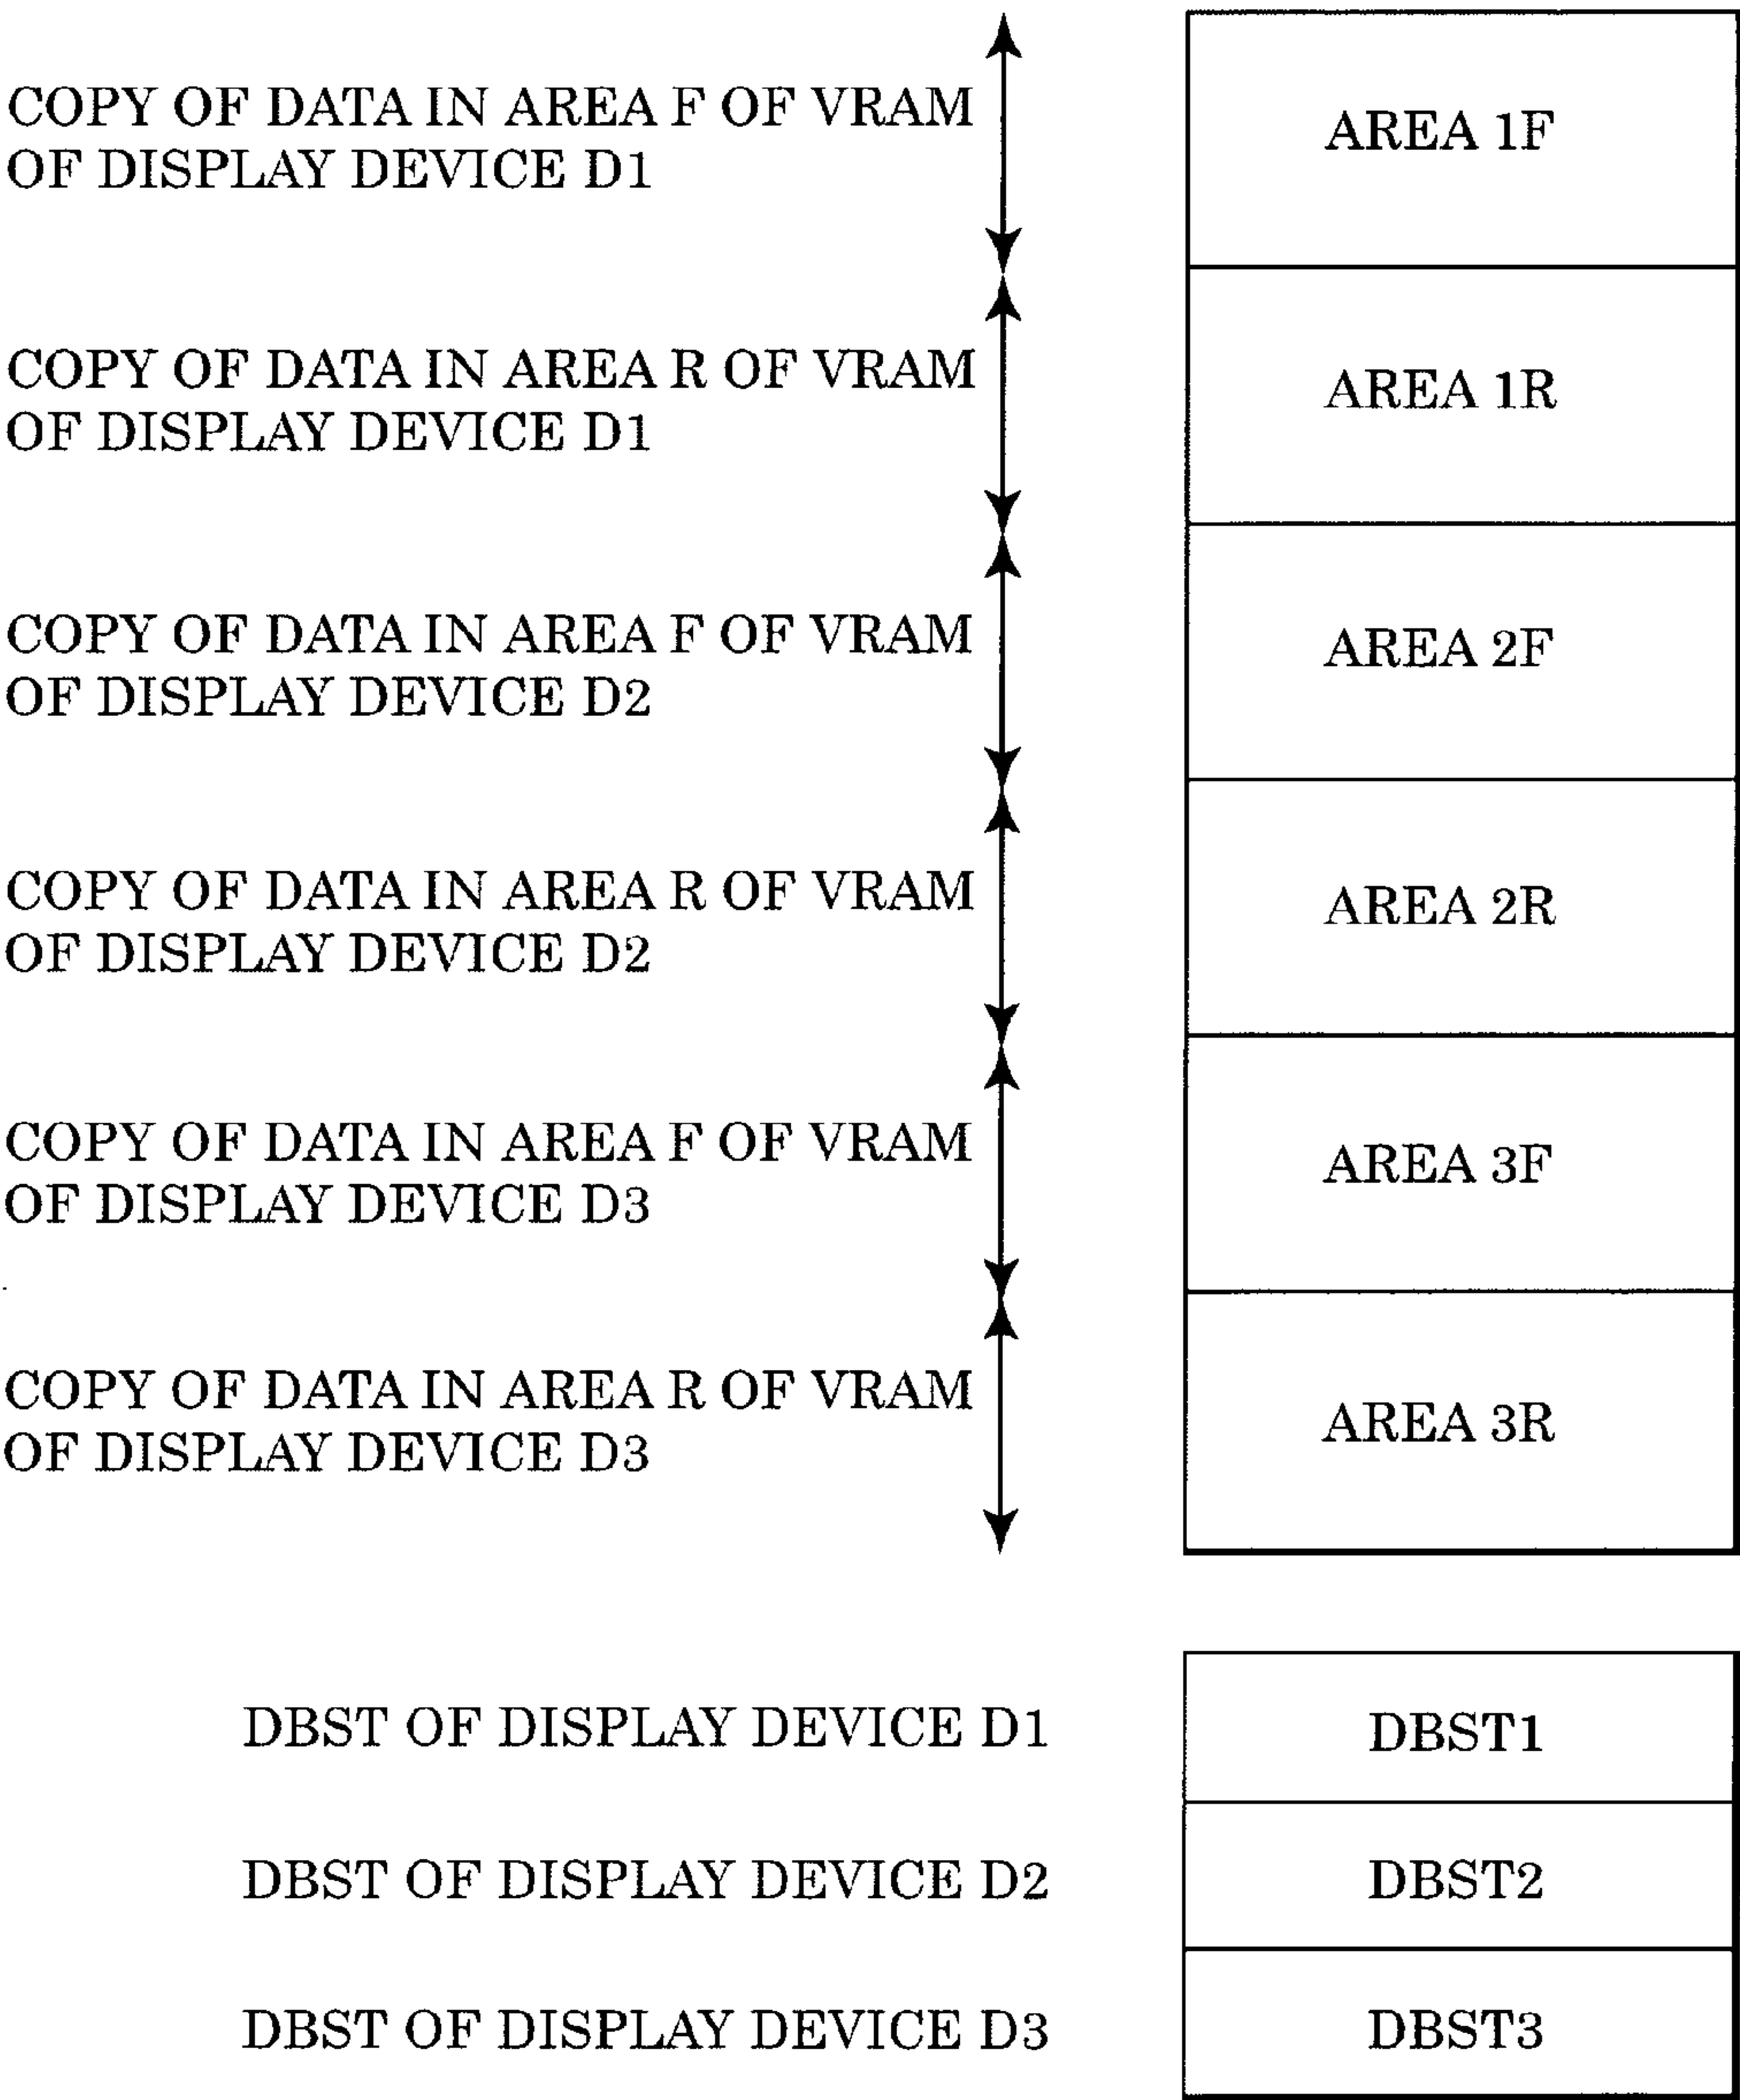 COPY OF DATA IN AREA F OF VRAM
OF DISPLAY DEVICE D1
AREA 1F
COPY OF DATA IN AREA R OF VRAM
OF DISPLAY DEVICE D1
AREA 1R
COPY OF DATA IN AREA F OF VRAM
OF DISPLAY DEVICE D2
AREA 2F
COPY OF DATA IN AREA R OF VRAM
OF DISPLAY DEVICE D2
AREA 2R
COPY OF DATA IN AREA F OF VRAM
OF DISPLAY DEVICE D3
AREA 3F
COPY OF DATA IN AREA R OF VRAM
OF DISPLAY DEVICE D3
AREA 3R
DBST OF DISPLAY DEVICE D1
DBST1
DBST OF DISPLAY DEVICE D2
DBST2
DBST OF DISPLAY DEVICE D3
DBST3